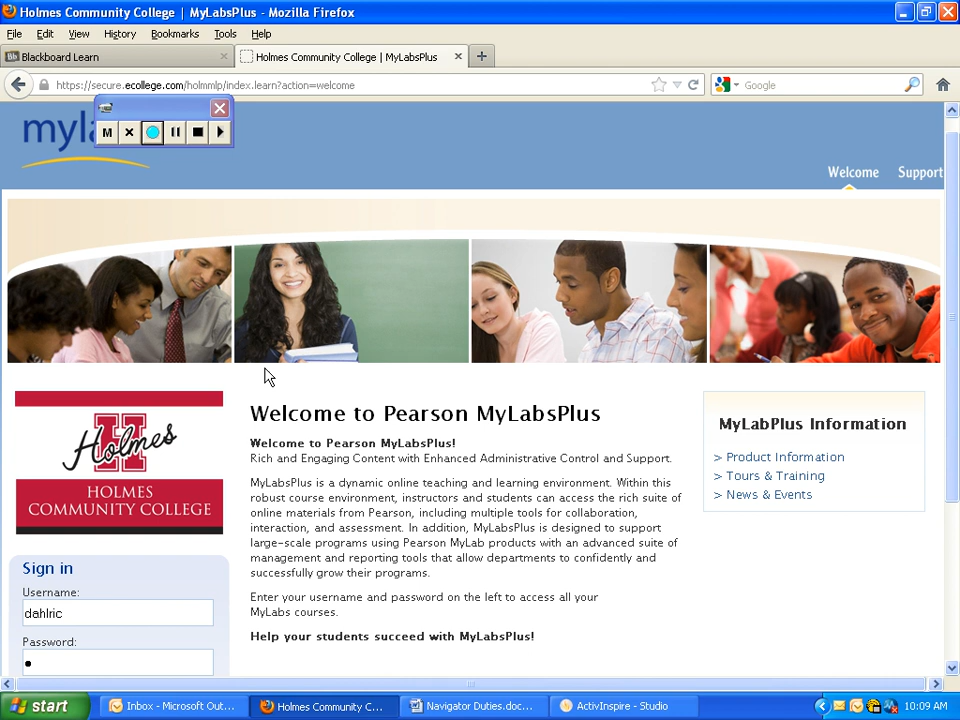 Holmes Community College | MyLabsPlus - Mozilla Firefox
File Edit View History Bookmarks Tools Help
Bb Blackboard Learn
Holmes Community College | MyLabsPlus
https://secure.ecollege.com/holmmlp/index.learn?action=welcome
Google
M
Welcome Support
H
Holmes
HOLMES
COMMUNITY COLLEGE
Sign in
Username:
dahlric
Password:
Welcome to Pearson MyLabsPlus
Welcome to Pearson MyLabsPlus!
Rich and Engaging Content with Enhanced Administrative Control and Support.
MyLabsPlus is a dynamic online teaching and learning environment. Within this
robust course environment, instructors and students can access the rich suite of
online materials from Pearson, including multiple tools for collaboration,
interaction, and assessment. In addition, MyLabsPlus is designed to support
large-scale programs using Pearson MyLab products with an advanced suite of
management and reporting tools that allow departments to confidently and
successfully grow their programs.
Enter your username and password on the left to access all your
MyLabs courses.
Help your students succeed with MyLabsPlus!
MyLabPlus Information
> Product Information
> Tours & Training
> News & Events
start
Inbox - Microsoft Out...
Holmes Community C...
Navigator Duties.doc...
ActivInspire - Studio
10:09 AM